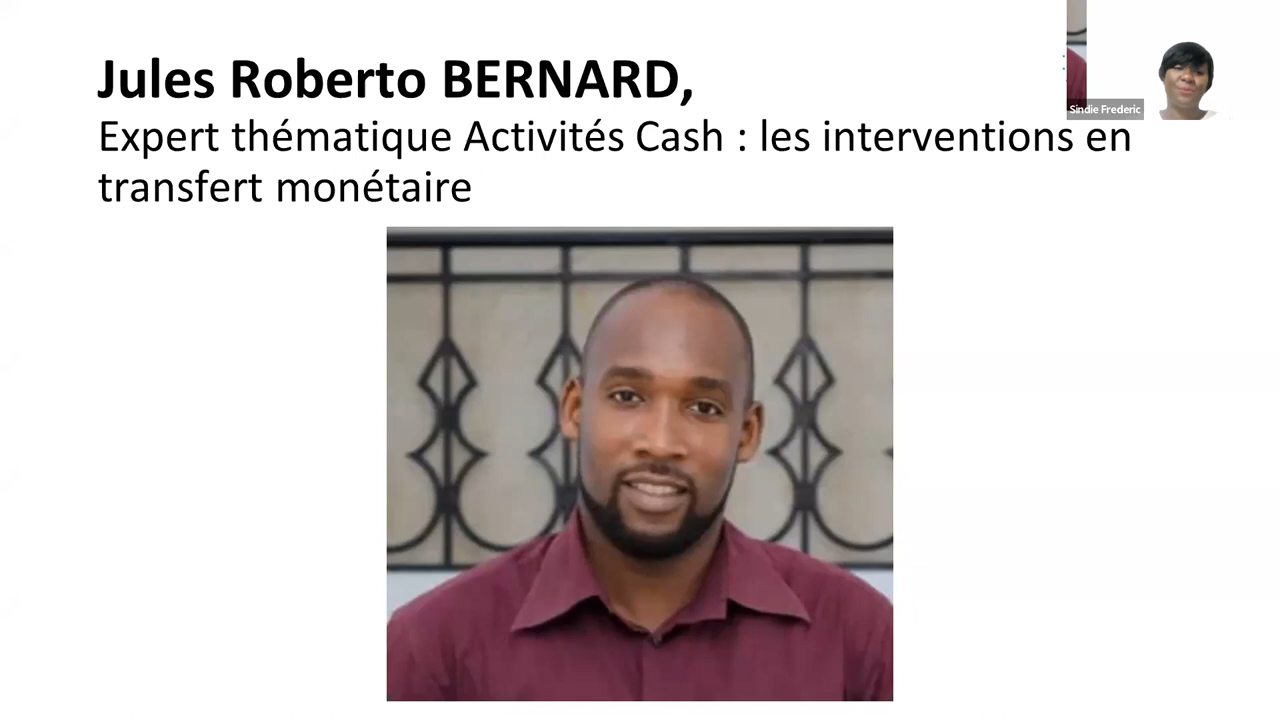 Jules Roberto BERNARD,
Expert thématique Activités Cash : les interventions en
transfert monétaire
Sindie Frederic